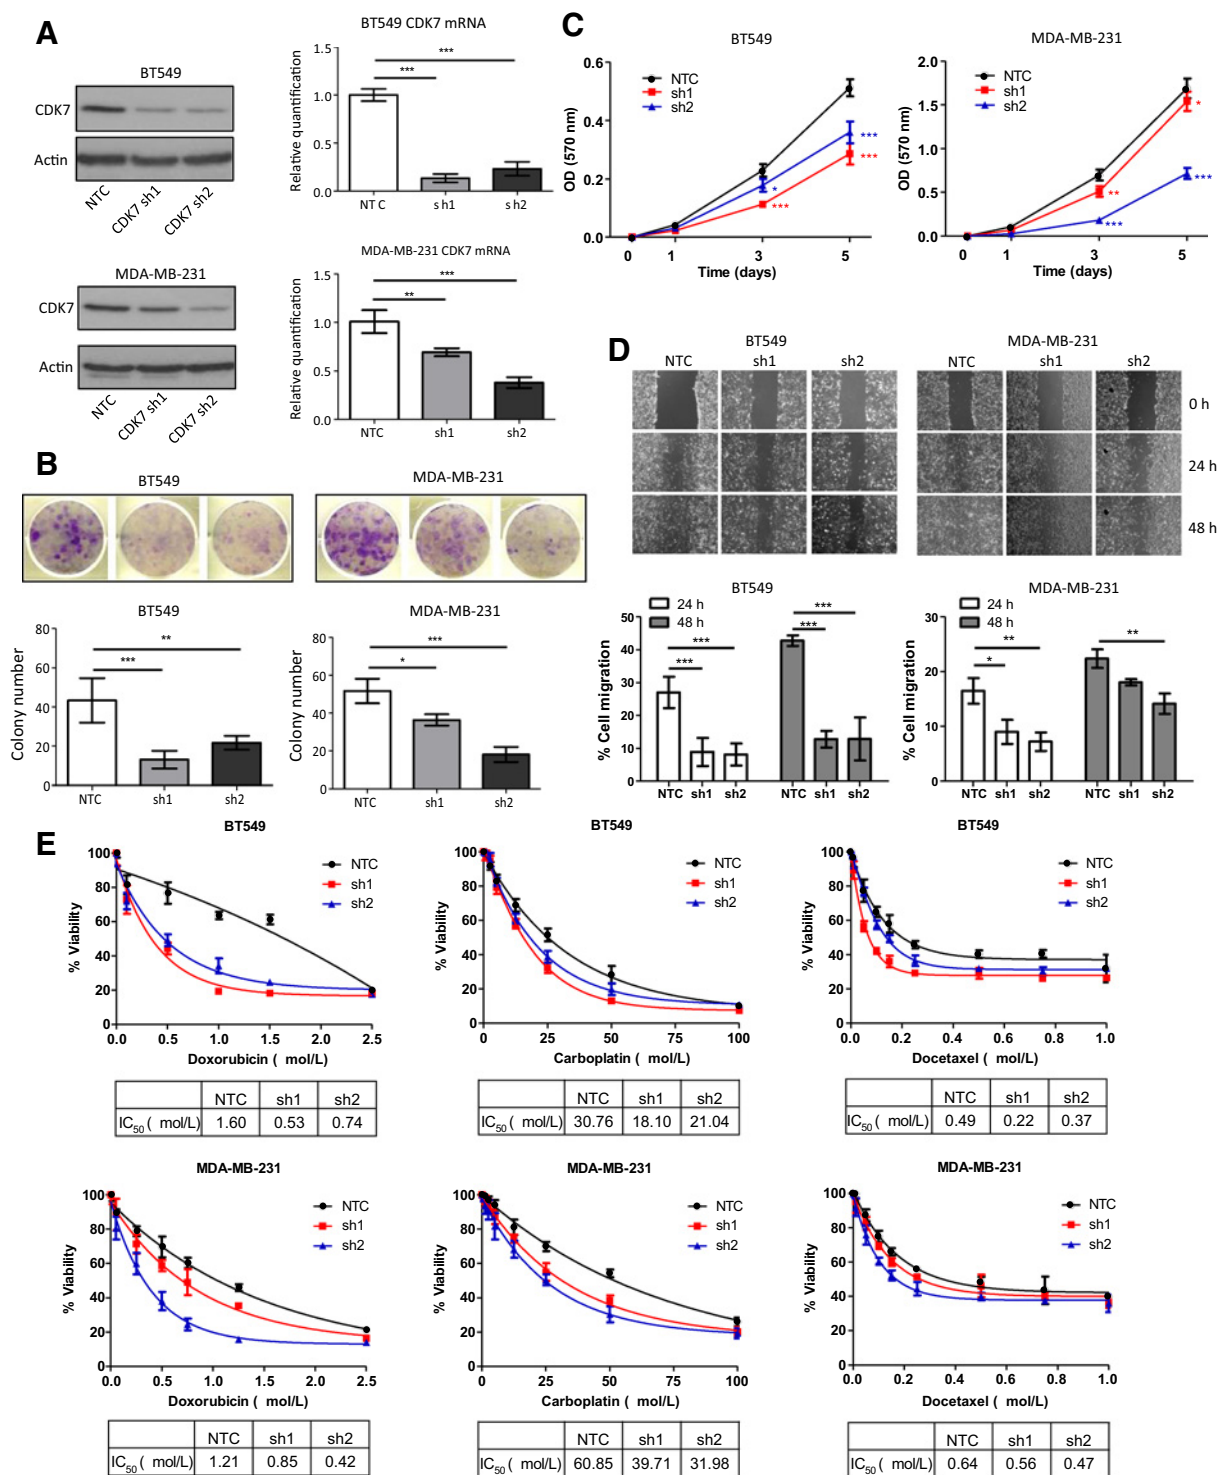 A
BT549
CDK7
Actin
NTC
CDK7 sh1
CDK7 sh2
MDA-MB-231
CDK7
Actin
NTC
CDK7 sh1
CDK7 sh2
BT549 CDK7 mRNA
Relative quantification
1.5
1.0
0.5
0.0
***
***
NTC sh1 sh2
MDA-MB-231 CDK7 mRNA
Relative quantification
1.5
1.0
0.5
0.0
***
**
NTC sh1 sh2
B
BT549
MDA-MB-231
BT549
Colony number
80
60
40
20
0
**
***
NTC sh1 sh2
MDA-MB-231
Colony number
80
60
40
20
0
***
*
NTC sh1 sh2
C
BT549
OD (570 nm)
0.6
0.4
0.2
0.0
NTC
sh1
sh2
***
***
*
***
0 1 3 5
Time (days)
MDA-MB-231
OD (570 nm)
2.0
1.5
1.0
0.5
0.0
NTC
sh1
sh2
*
**
***
***
0 1 3 5
Time (days)
D
BT549
NTC sh1 sh2
MDA-MB-231
NTC sh1 sh2
0 h
24 h
48 h
BT549
% Cell migration
50
40
30
20
10
0
24 h
48 h
***
***
***
***
NTC sh1 sh2 NTC sh1 sh2
MDA-MB-231
% Cell migration
30
20
10
0
24 h
48 h
**
*
**
NTC sh1 sh2 NTC sh1 sh2
E
BT549
% Viability
100
80
60
40
20
0
NTC
sh1
sh2
0.0 0.5 1.0 1.5 2.0 2.5
Doxorubicin ( mol/L)
NTC sh1 sh2
IC50 ( mol/L) 1.60 0.53 0.74
BT549
% Viability
100
80
60
40
20
0
NTC
sh1
sh2
0 25 50 75 100
Carboplatin ( mol/L)
NTC sh1 sh2
IC50 ( mol/L) 30.76 18.10 21.04
BT549
% Viability
100
80
60
40
20
0
NTC
sh1
sh2
0.0 0.2 0.4 0.6 0.8 1.0
Docetaxel ( mol/L)
NTC sh1 sh2
IC50 ( mol/L) 0.49 0.22 0.37
MDA-MB-231
% Viability
100
80
60
40
20
0
NTC
sh1
sh2
0.0 0.5 1.0 1.5 2.0 2.5
Doxorubicin ( mol/L)
NTC sh1 sh2
IC50 ( mol/L) 1.21 0.85 0.42
MDA-MB-231
% Viability
100
80
60
40
20
0
NTC
sh1
sh2
0 25 50 75 100
Carboplatin ( mol/L)
NTC sh1 sh2
IC50 ( mol/L) 60.85 39.71 31.98
MDA-MB-231
% Viability
100
80
60
40
20
0
NTC
sh1
sh2
0.0 0.2 0.4 0.6 0.8 1.0
Docetaxel ( mol/L)
NTC sh1 sh2
IC50 ( mol/L) 0.64 0.56 0.47